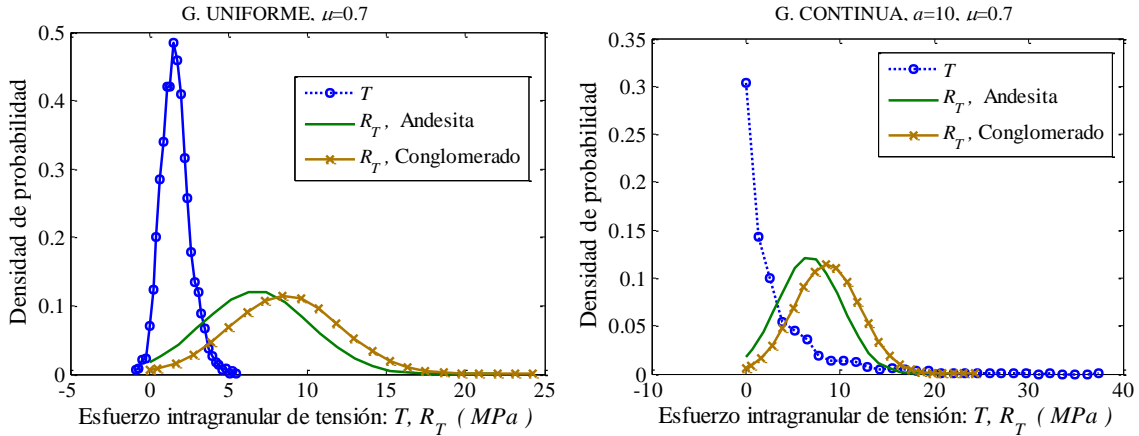 G. UNIFORME, μ=0.7
0.5
0.4
0.3
0.2
0.1
0
0
5
10
15
20
25
Densidad de probabilidad
T
R_T , Andesita
R_T , Conglomerado
Esfuerzo intragranular de tensión: T, R_T ( MPa )
G. CONTINUA, a=10, μ=0.7
0.35
0.3
0.25
0.2
0.15
0.1
0.05
0
-10
0
10
20
30
40
Densidad de probabilidad
T
R_T , Andesita
R_T , Conglomerado
Esfuerzo intragranular de tensión: T, R_T ( MPa )